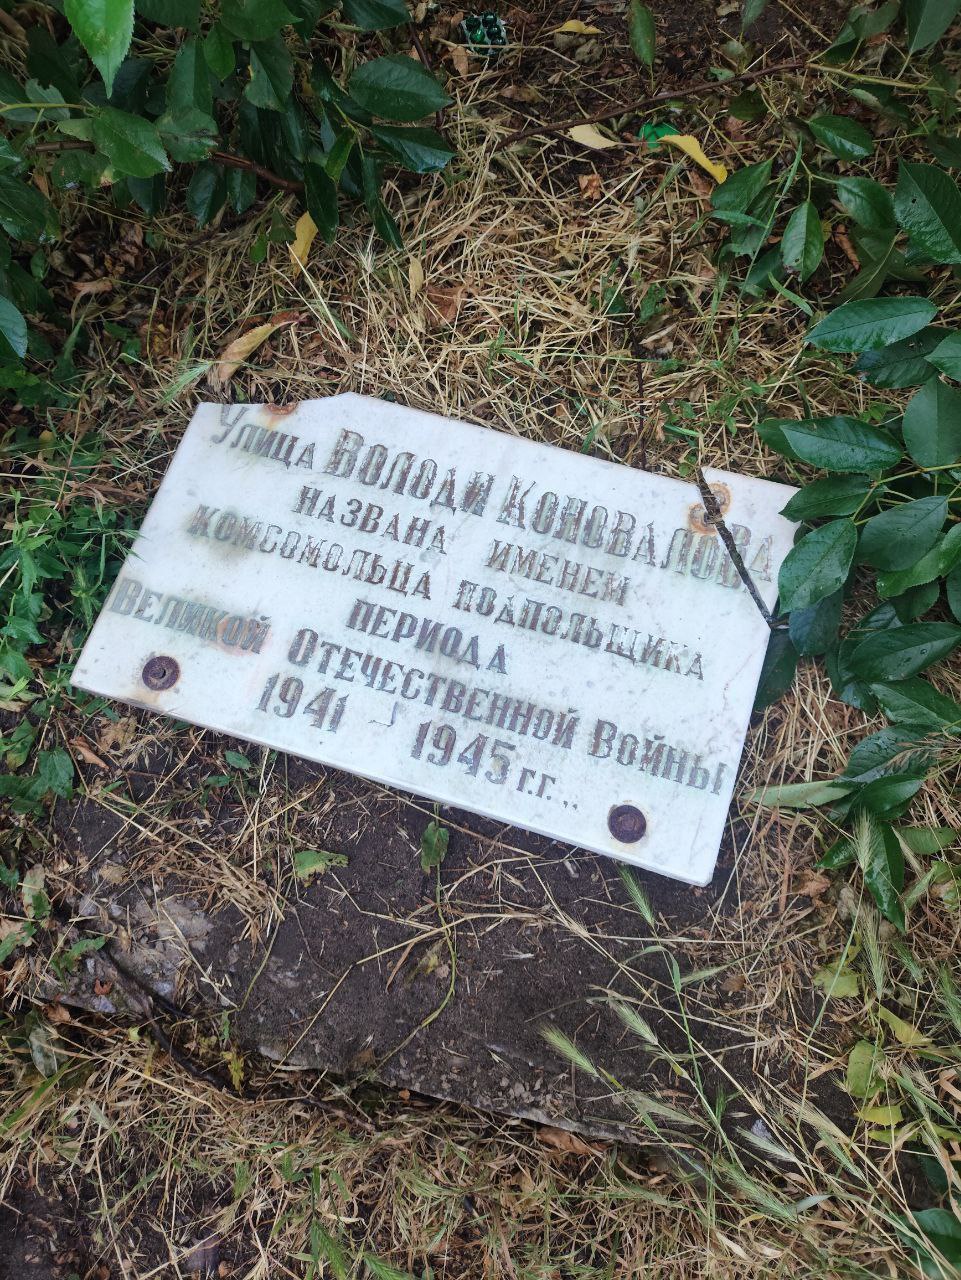 Улица Володи Коновалова
названа именем
комсомольца подпольщика
периода
Великой Отечественной Войны
1941 - 1945 г.г.,,